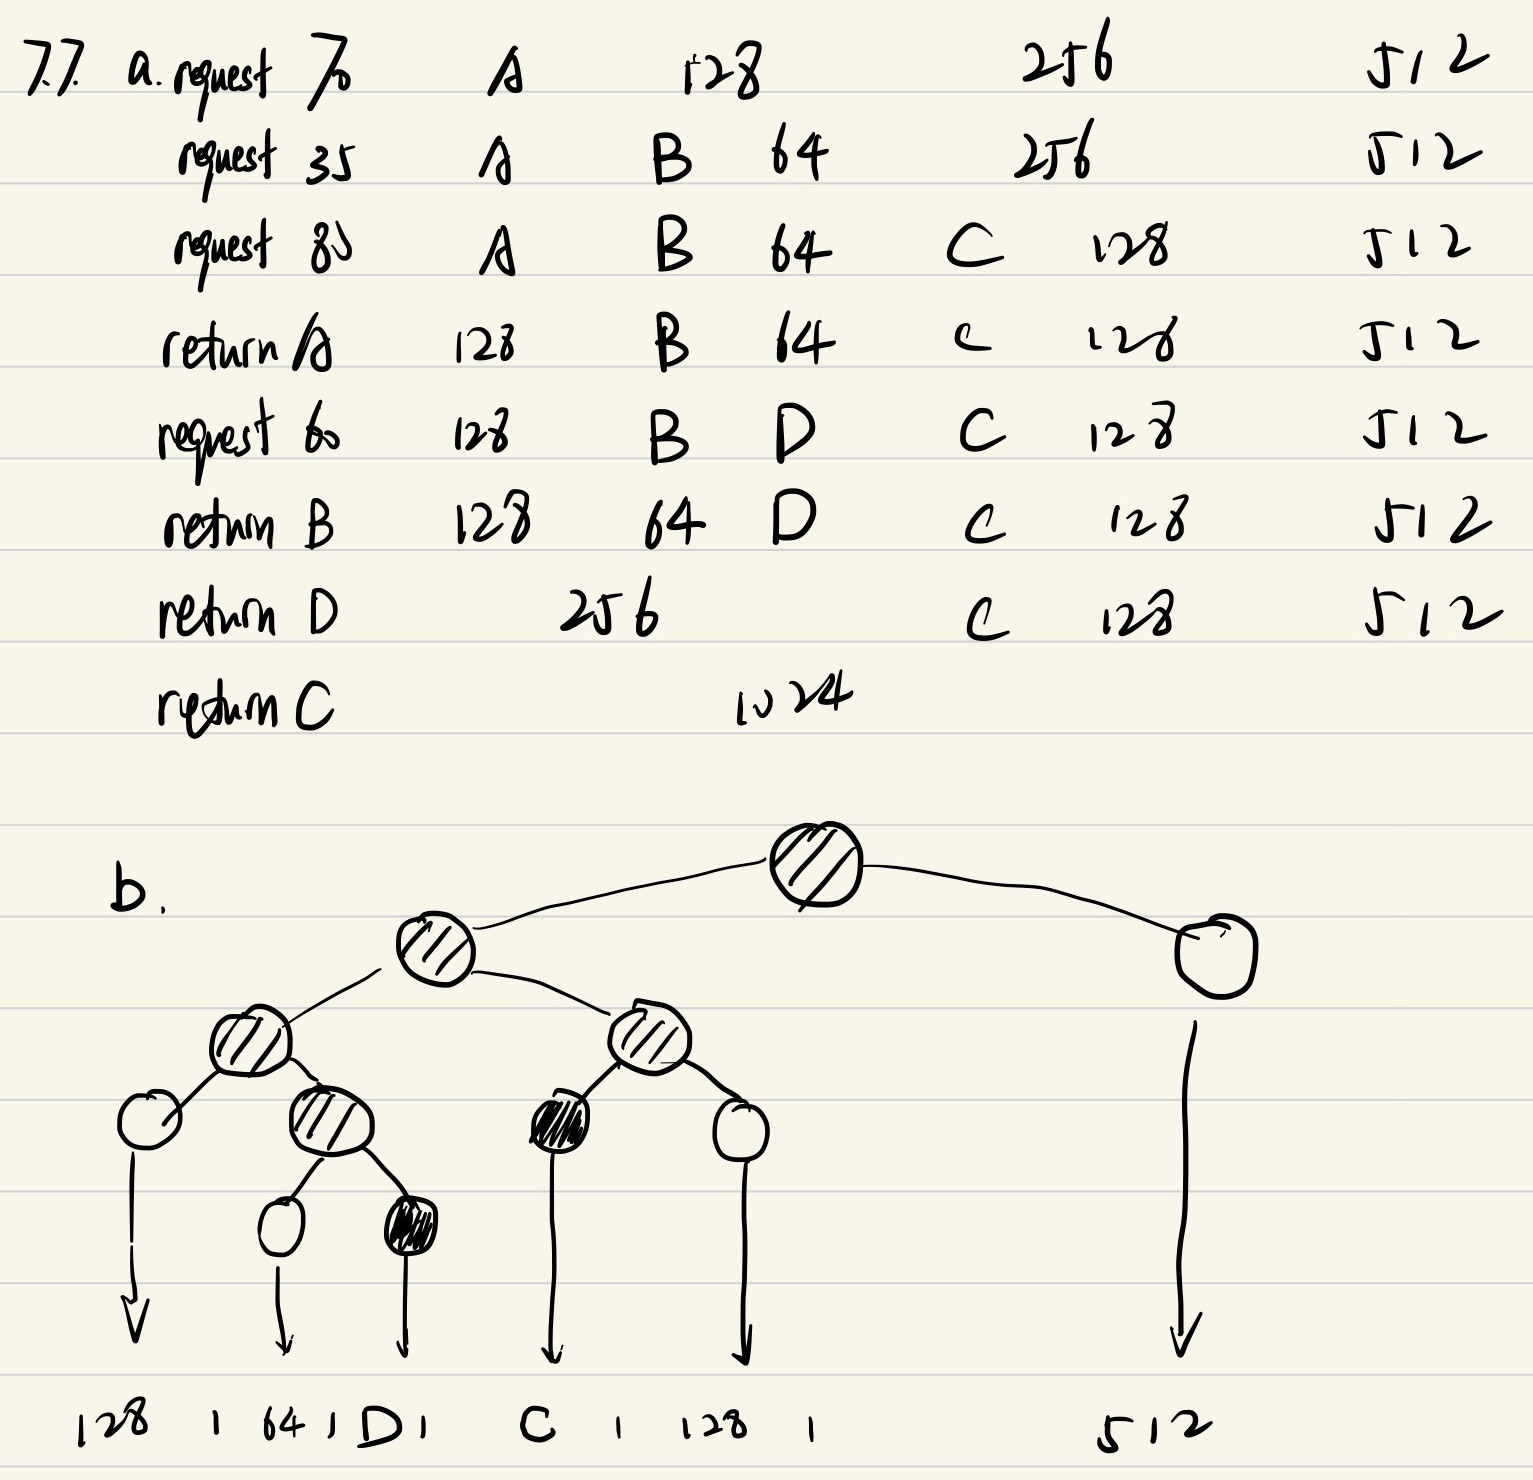 7.7. a. request 70 A 128 256 512
request 35 A B 64 256 512
request 80 A B 64 C 128 512
return A 128 B 64 C 128 512
request 60 128 B D C 128 512
return B 128 64 D C 128 512
return D 256 C 128 512
return C 1024
b.
128 | 64 | D | C | 128 | 512